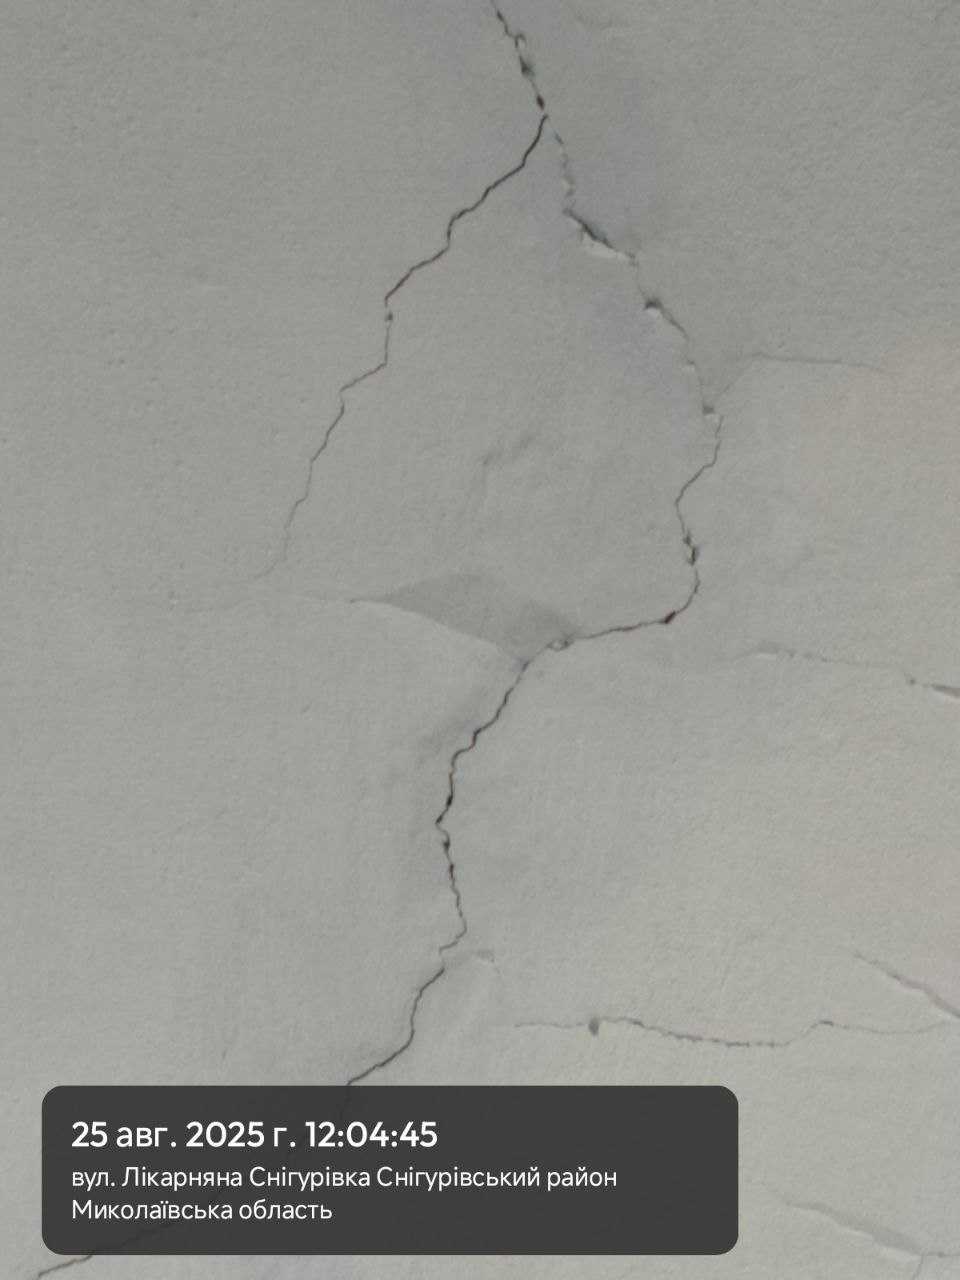 25 авг. 2025 г. 12:04:45
вул. Лікарняна Снігурівка Снігурівський район
Миколаївська область